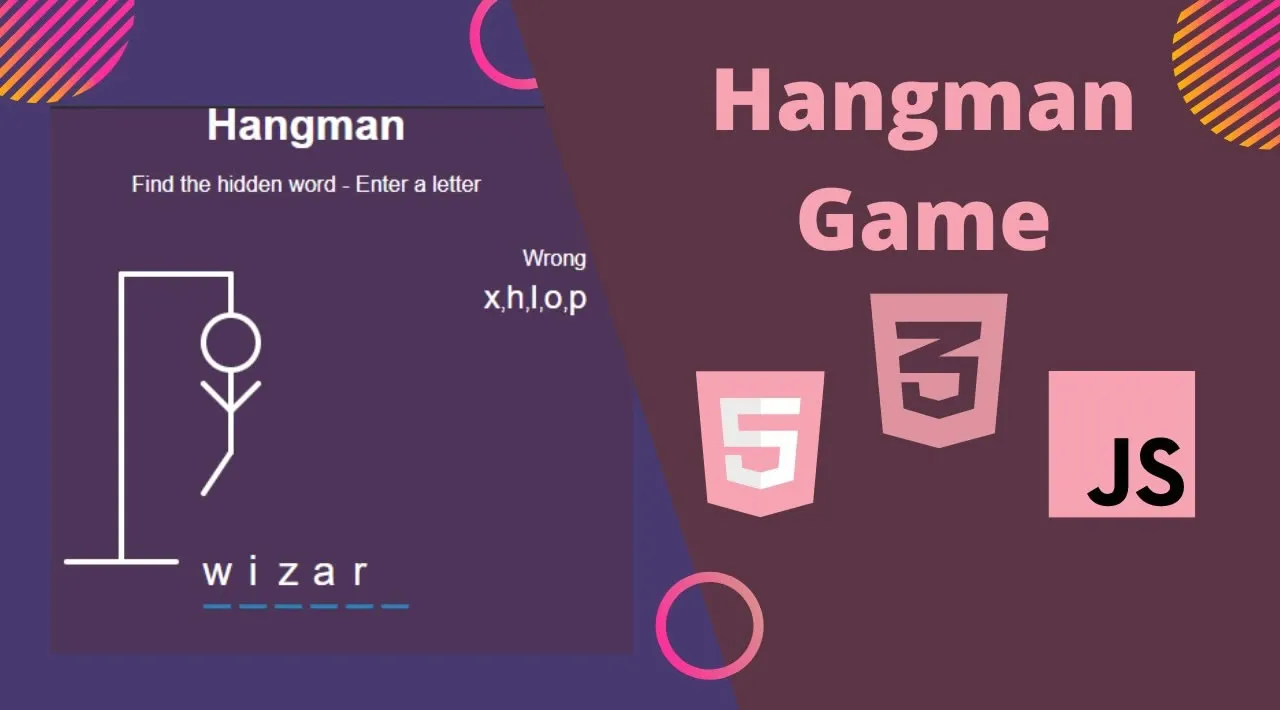 Hangman
Find the hidden word - Enter a letter
Wrong
x,h,l,o,p
w i z a r
Hangman
Game
5
3
JS